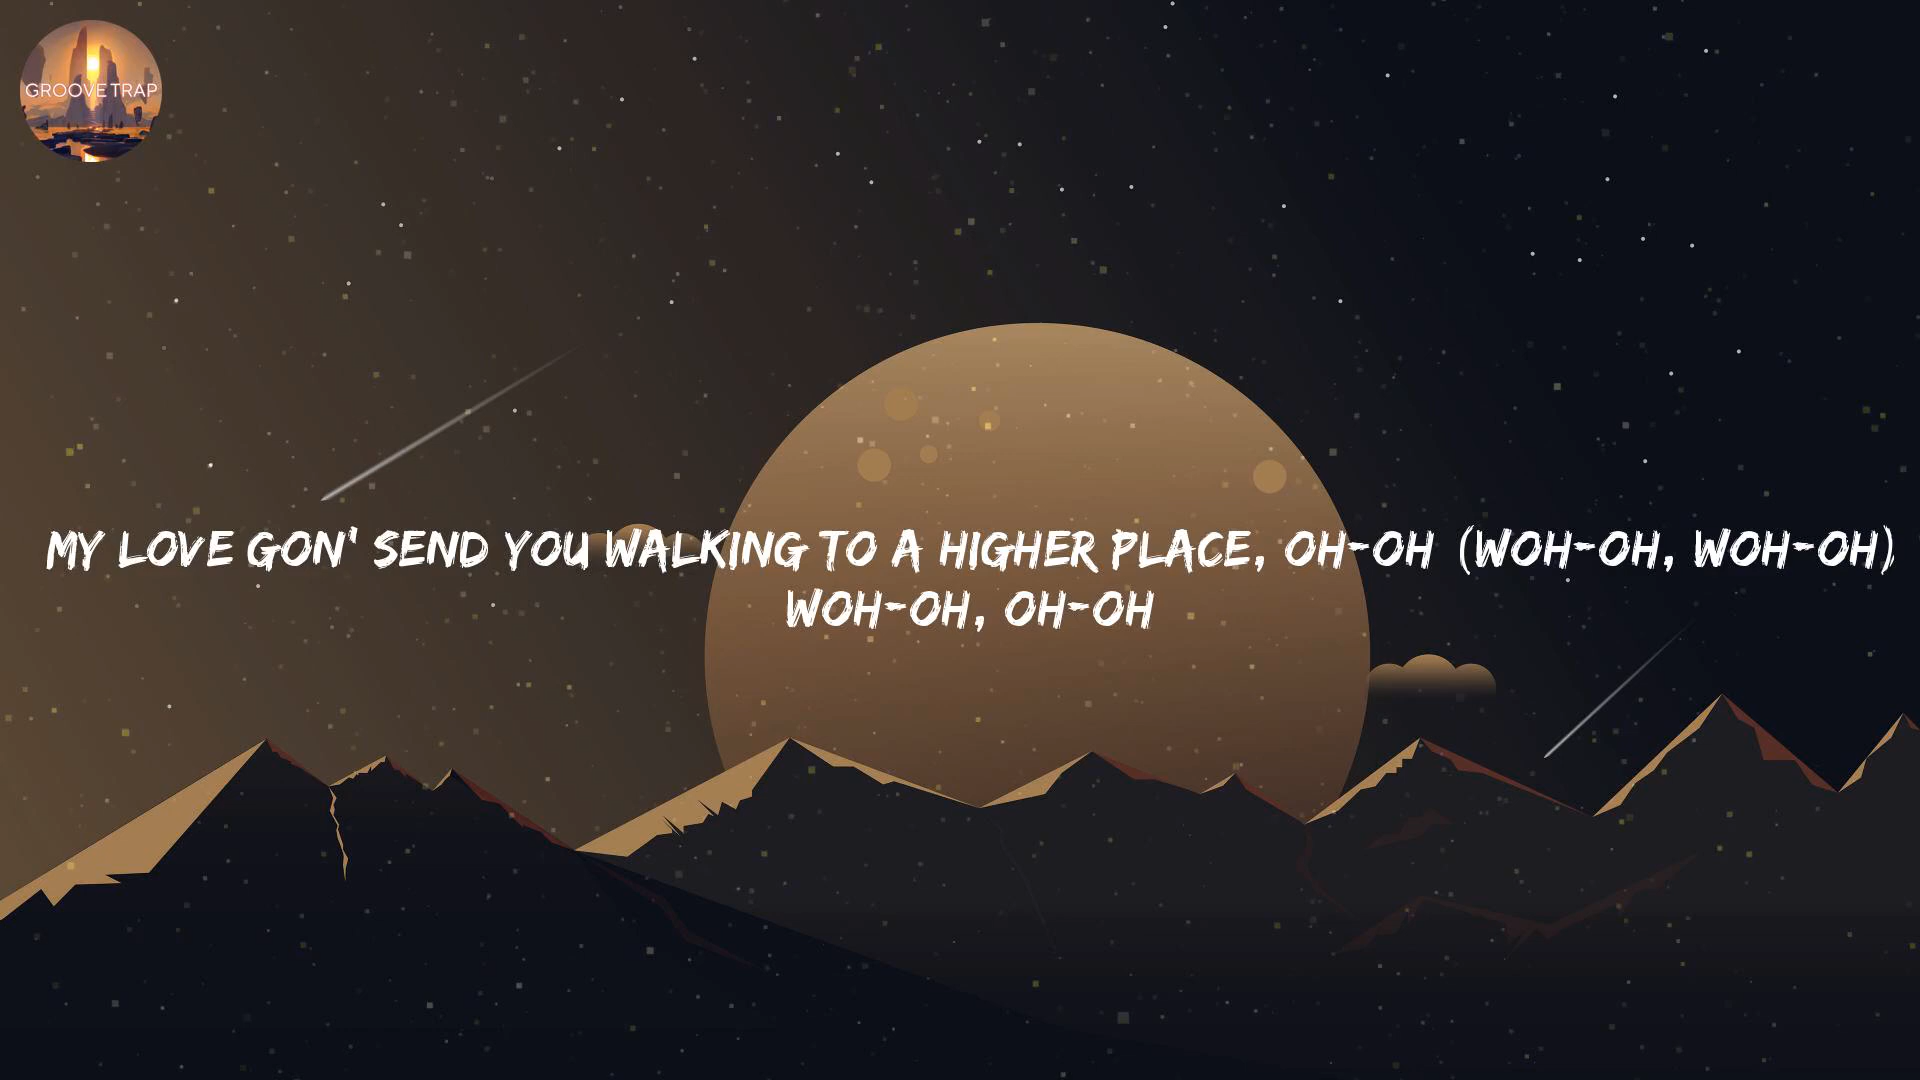 GROOVE TRAP
MY LOVE GON' SEND YOU WALKING TO A HIGHER PLACE, OH-OH (WOH-OH, WOH-OH)
WOH-OH, OH-OH